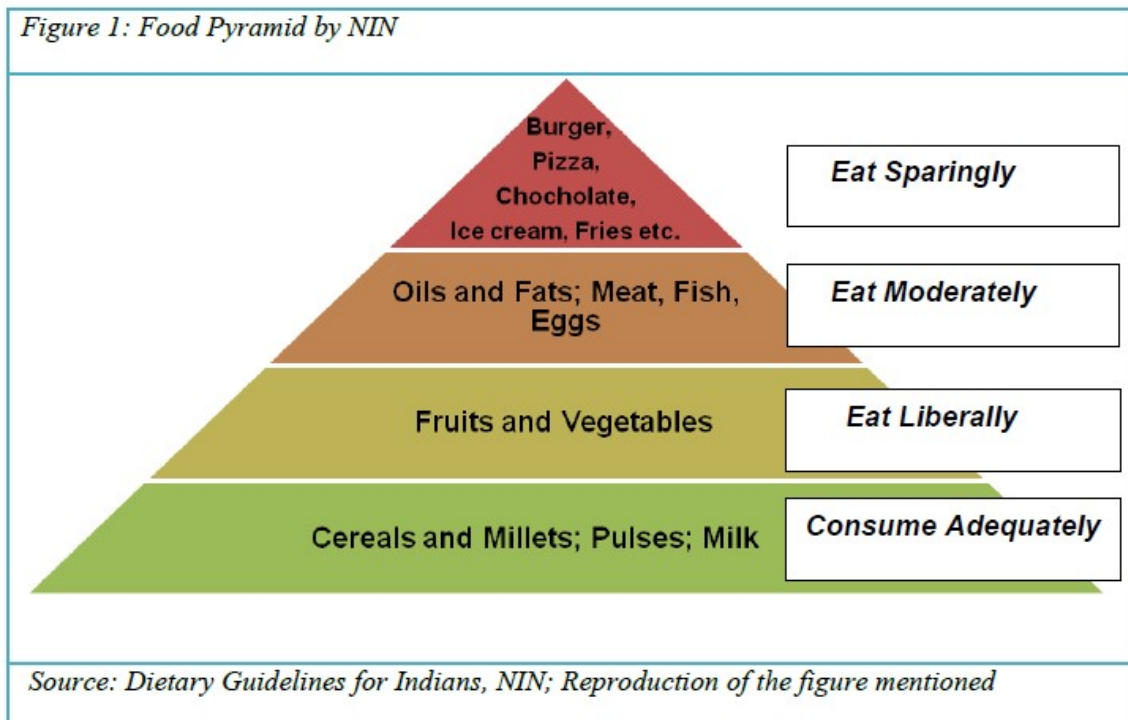 Figure 1: Food Pyramid by NIN
Burger,
Pizza,
Chocholate,
Ice cream, Fries etc.
Eat Sparingly
Oils and Fats; Meat, Fish,
Eggs
Eat Moderately
Fruits and Vegetables
Eat Liberally
Cereals and Millets; Pulses; Milk
Consume Adequately
Source: Dietary Guidelines for Indians, NIN; Reproduction of the figure mentioned